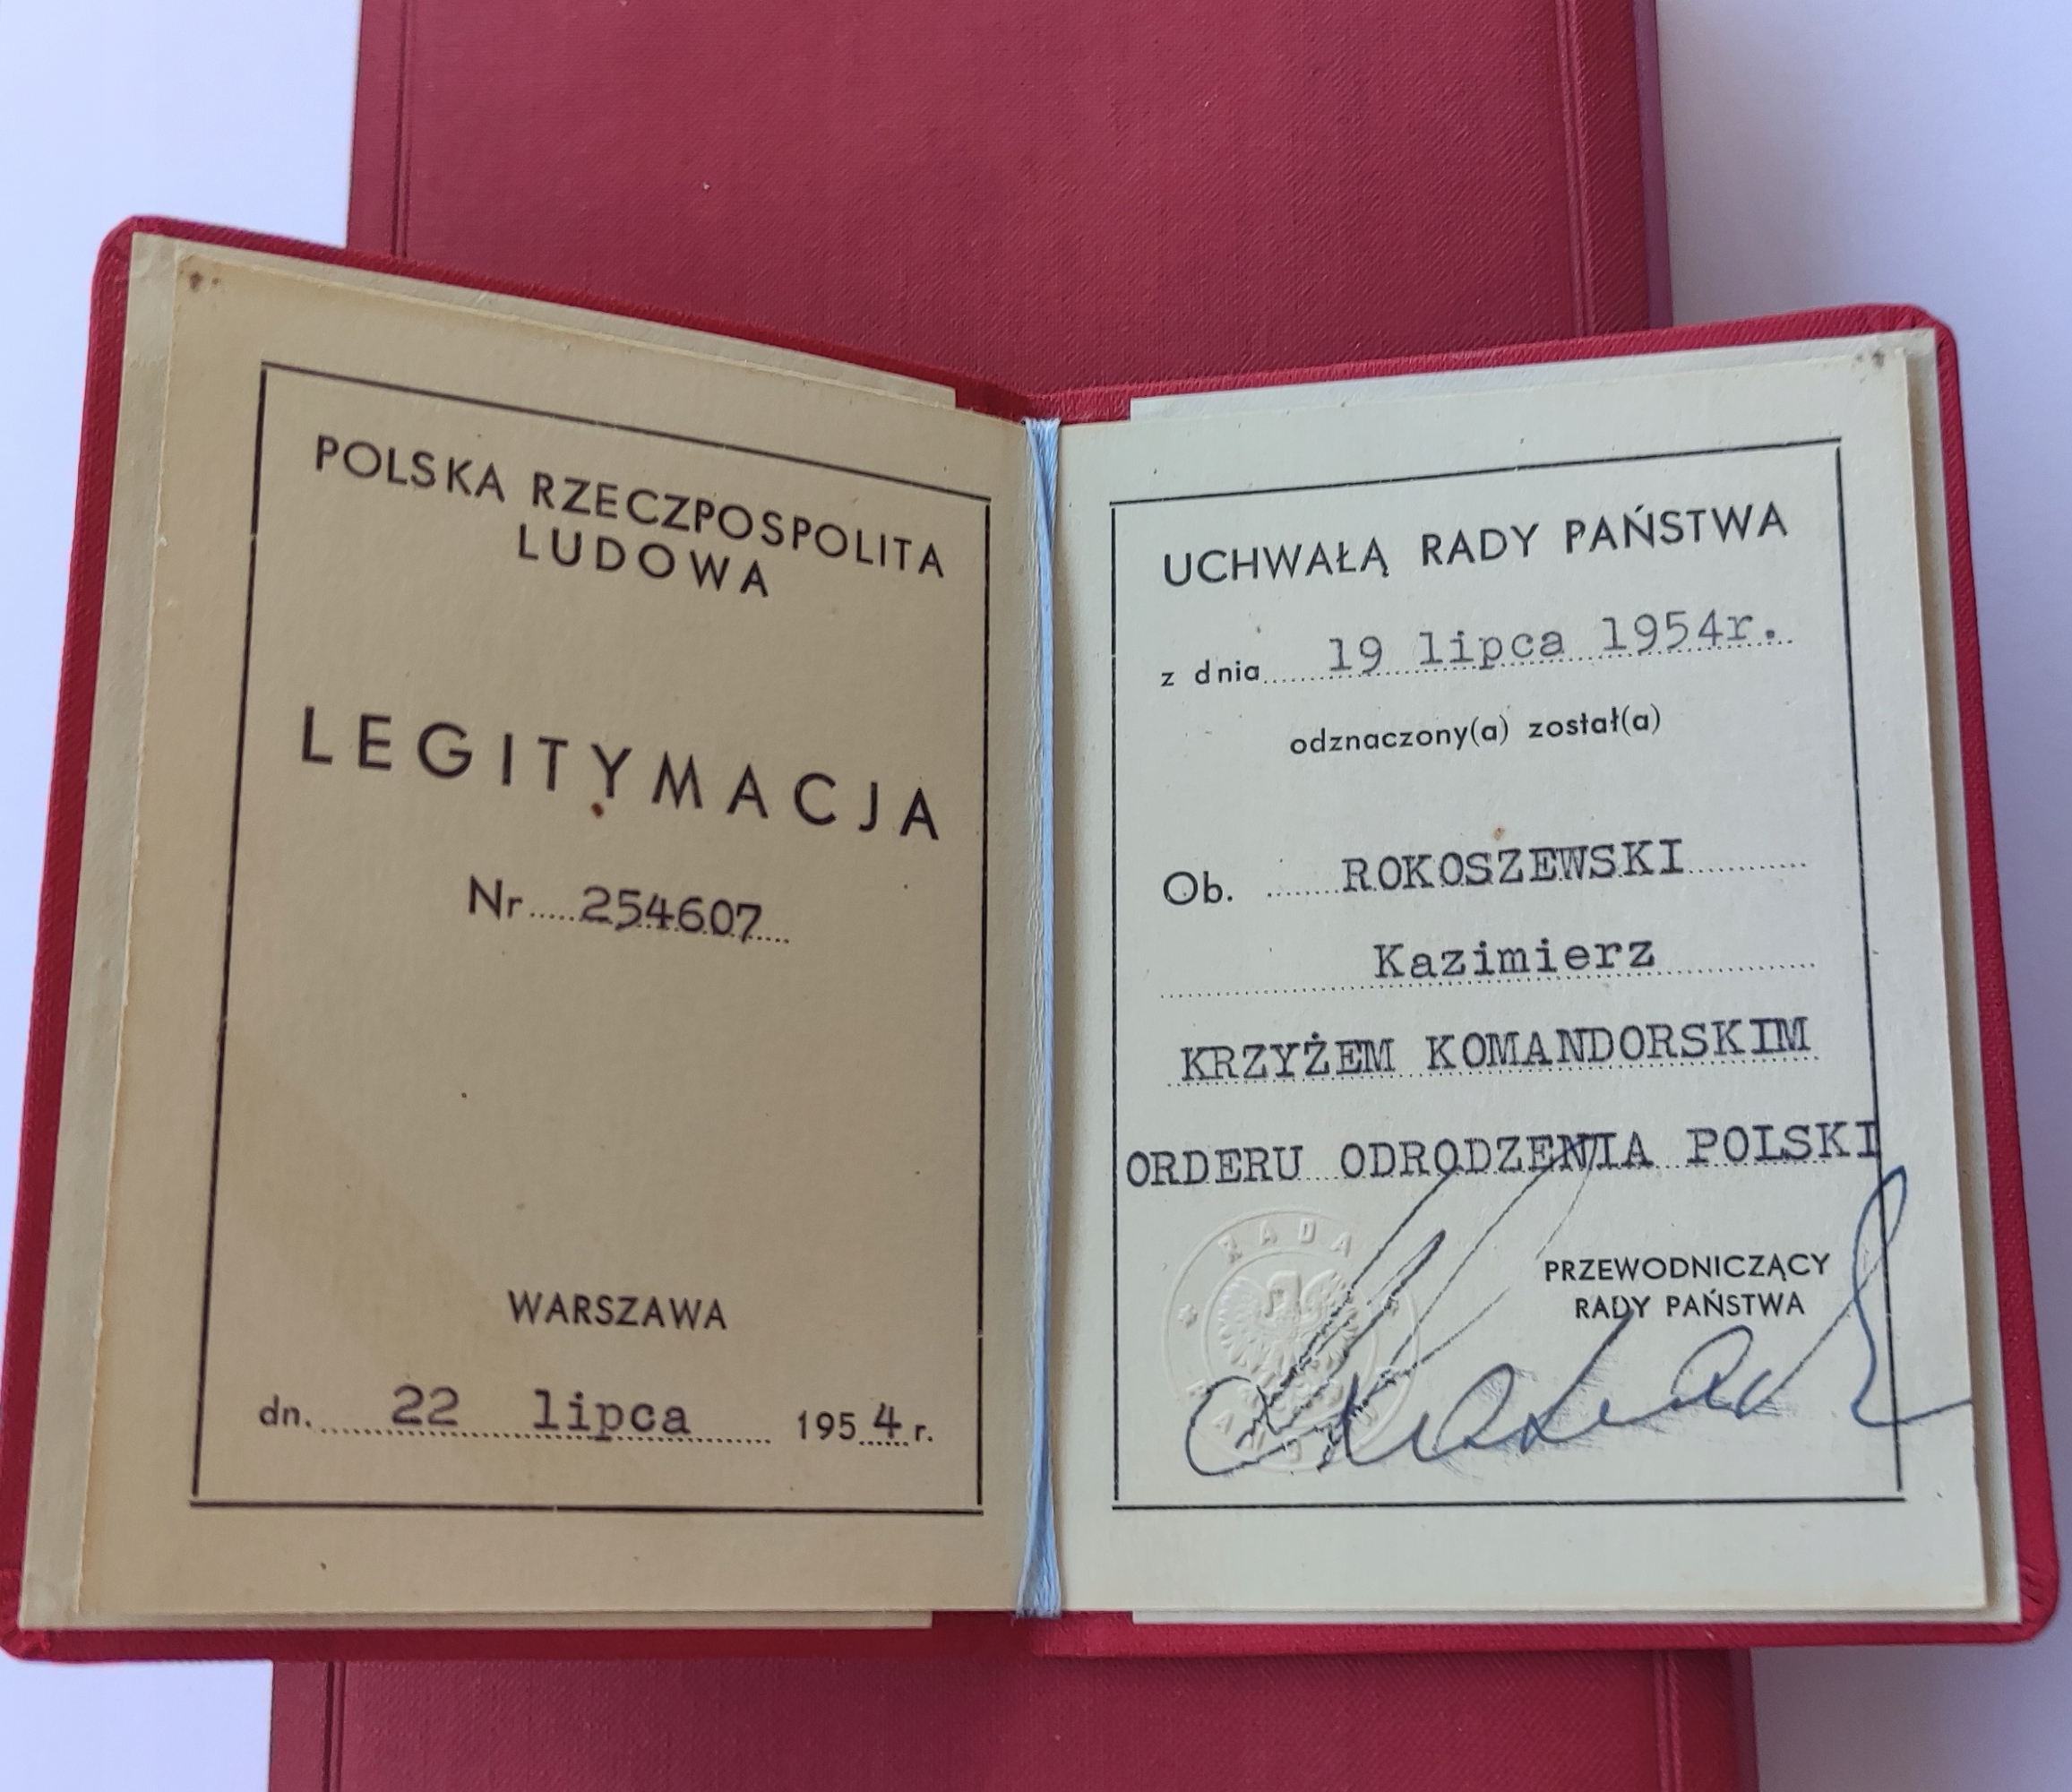 POLSKA RZECZPOSPOLITA
LUDOWA
LEGITYMACJA
Nr 254607
WARSZAWA
dn. 22 lipca 1954 r.
UCHWAŁĄ RADY PAŃSTWA
z dnia 19 lipca 1954r.
odznaczony(a) został(a)
Ob. ROKOSZEWSKI
Kazimierz
KRZYŻEM KOMANDORSKIM
ORDERU ODRODZENIA POLSKI
RADA
PRZEWODNICZĄCY
RADY PAŃSTWA